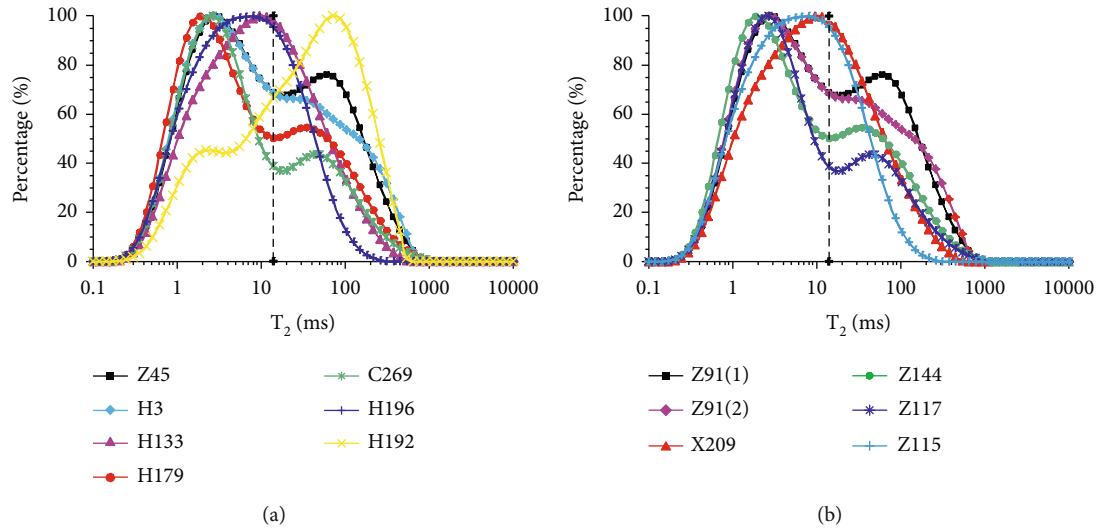 Percentage (%)
100
80
60
40
20
0
0.1 1 10 100 1000 10000
T2 (ms)
Z45
H3
H133
H179
C269
H196
H192
(a)
Percentage (%)
100
80
60
40
20
0
0.1 1 10 100 1000 10000
T2 (ms)
Z91(1)
Z91(2)
X209
Z144
Z117
Z115
(b)